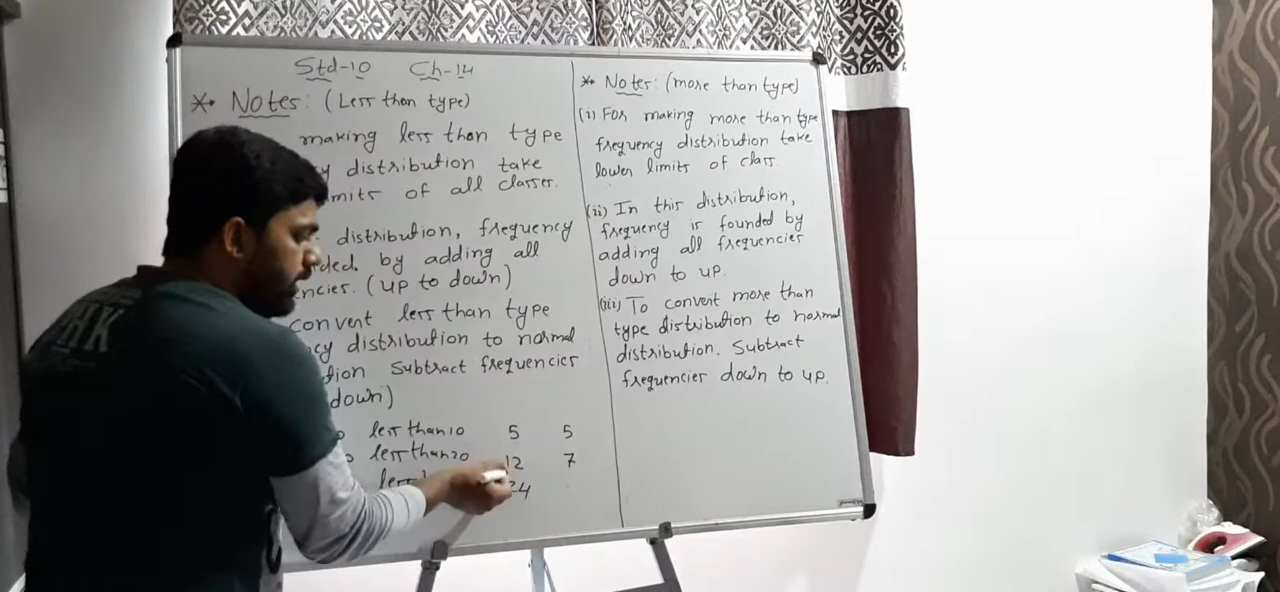 Std-10 Ch-14
* Notes: (Less than type)
making less than type
distribution take
of all classes.
distribution, frequency
by adding all
(up to down)
convert less than type
distribution to normal
Subtract frequencies
down)
less than 10 5 5
less than 20 12 7
24
* Notes: (more than type)
(i) For making more than type
frequency distribution take
lower limits of class
(ii) In this distribution,
frequency is founded by
adding all frequencies
down to up.
(iii) To convert more than
type distribution to normal
distribution. Subtract
frequencies down to up.